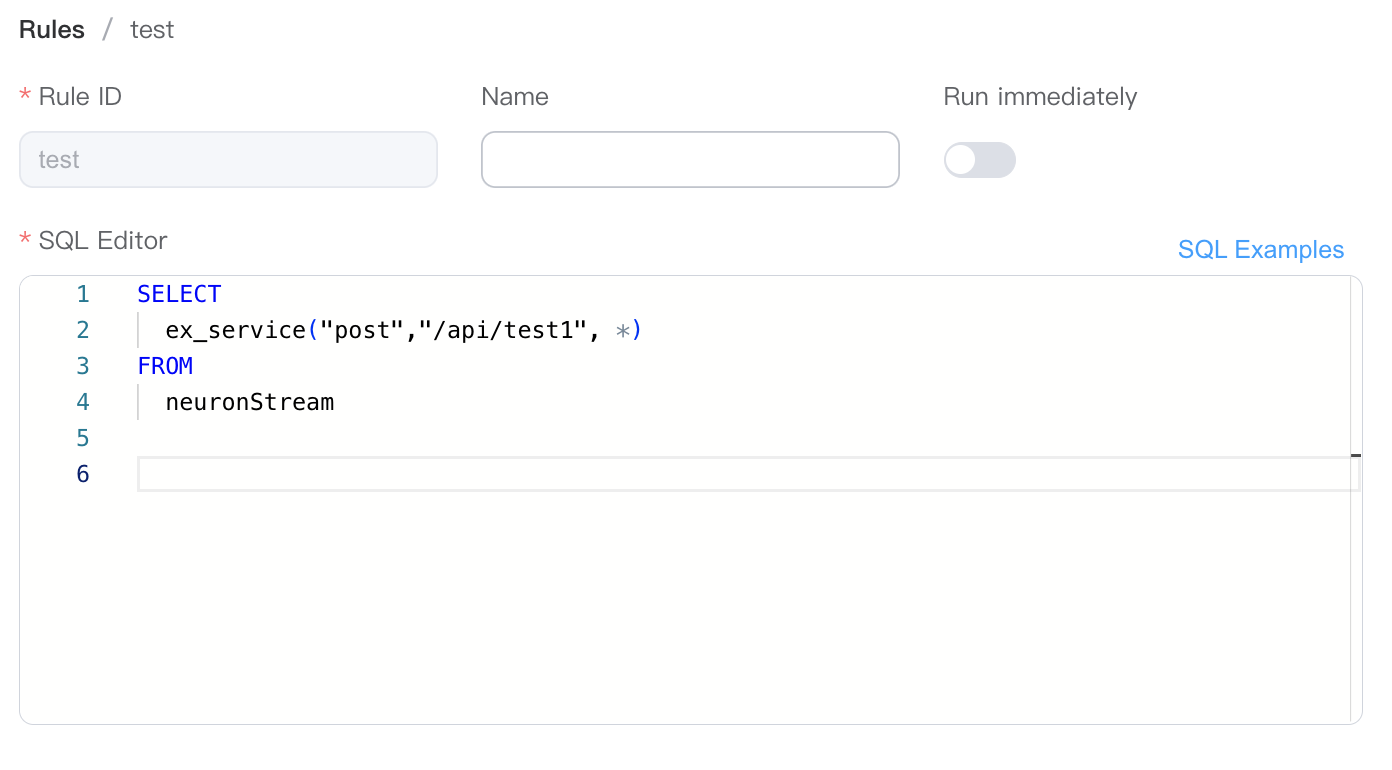 Rules / test
* Rule ID
Name
Run immediately
test
* SQL Editor
SQL Examples
1 SELECT
2 ex_service("post","/api/test1", *)
3 FROM
4 neuronStream
5
6